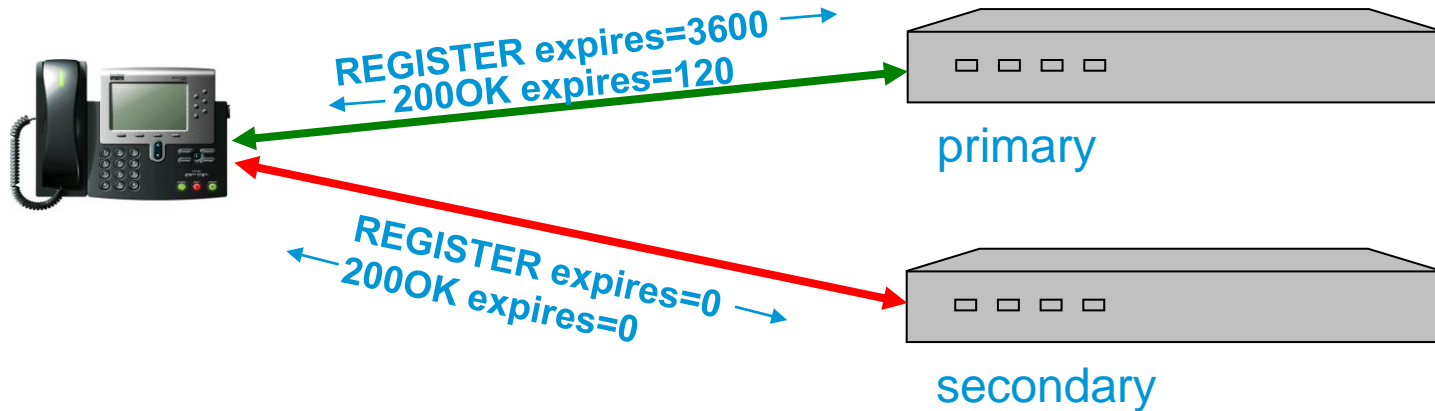 REGISTER expires=3600
200OK expires=120
primary
REGISTER expires=0
200OK expires=0
secondary